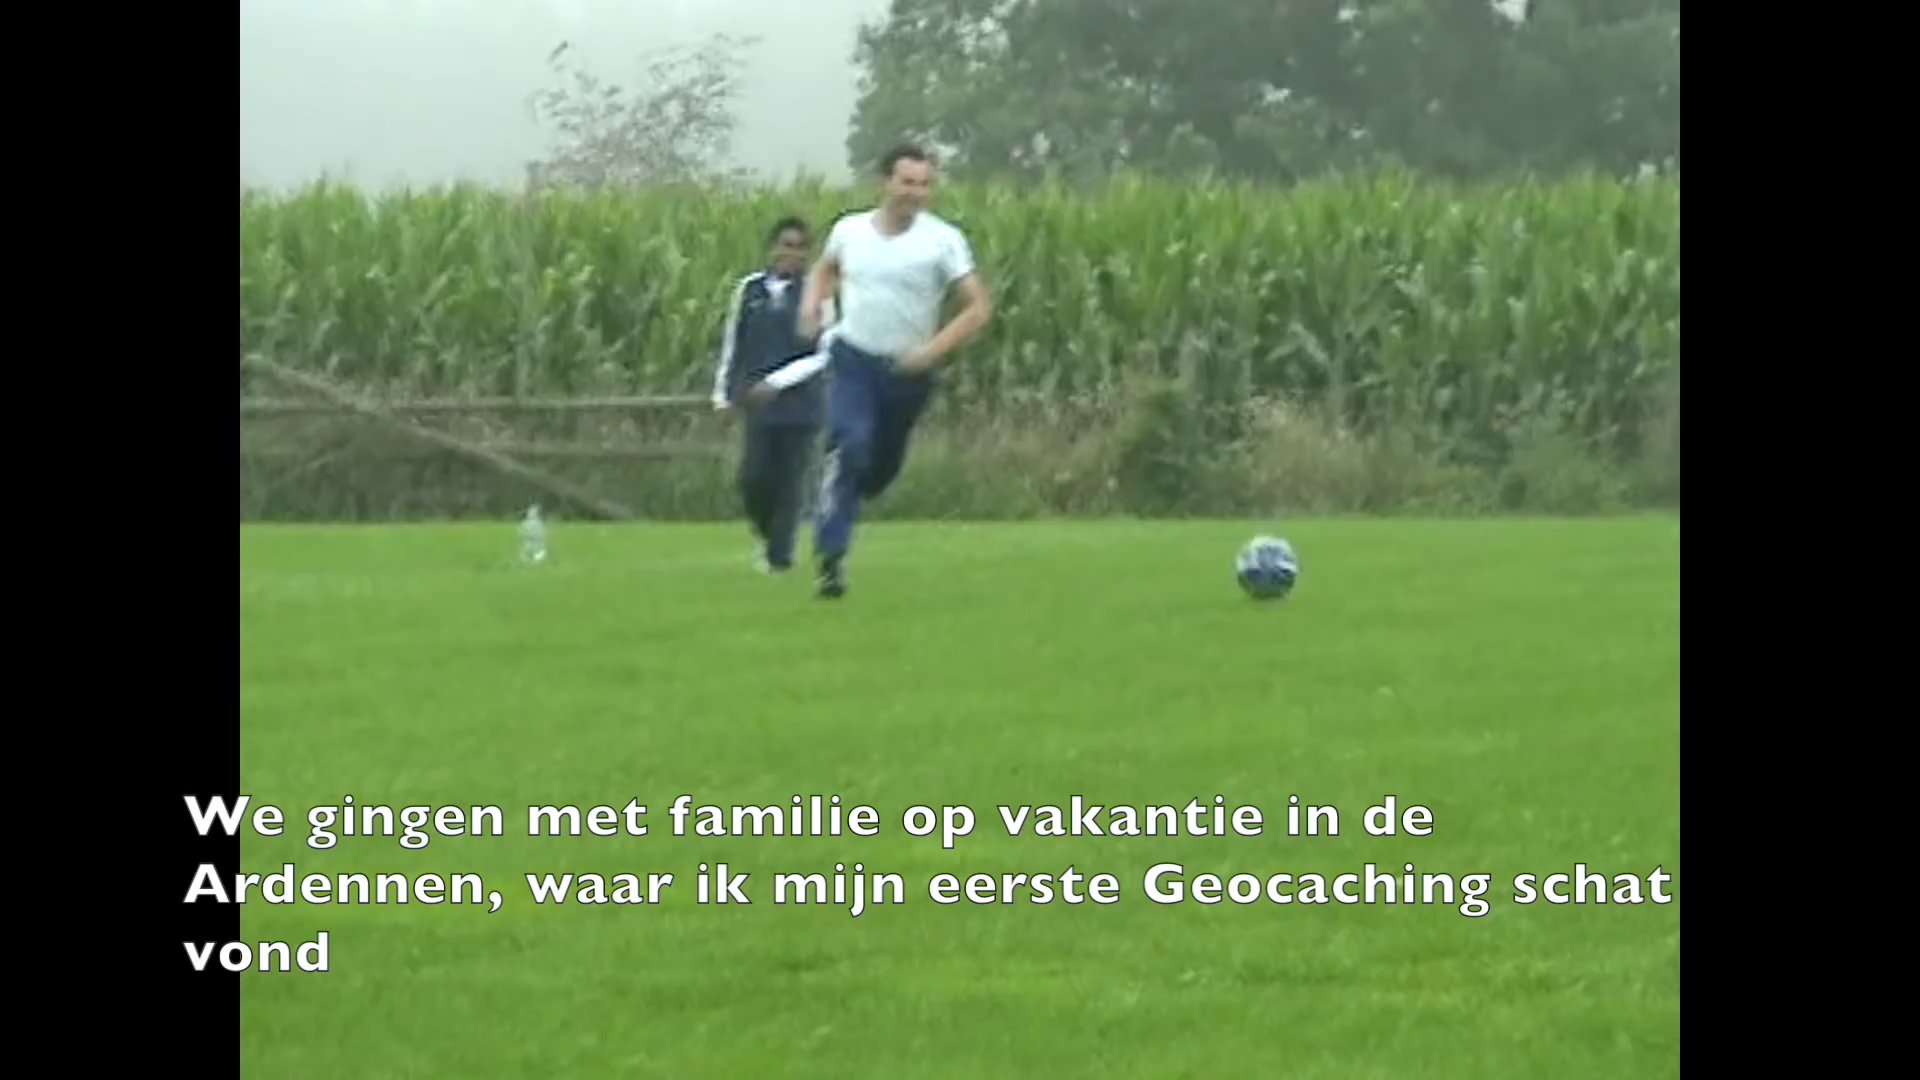 We gingen met familie op vakantie in de
Ardennen, waar ik mijn eerste Geocaching schat
vond